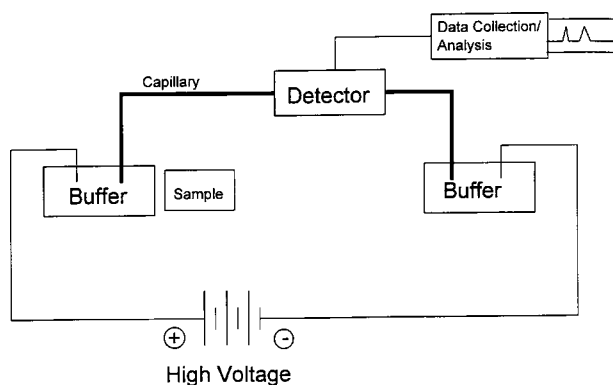 Data Collection/
Analysis
Capillary
Detector
Buffer
Sample
Buffer
+
-
High Voltage